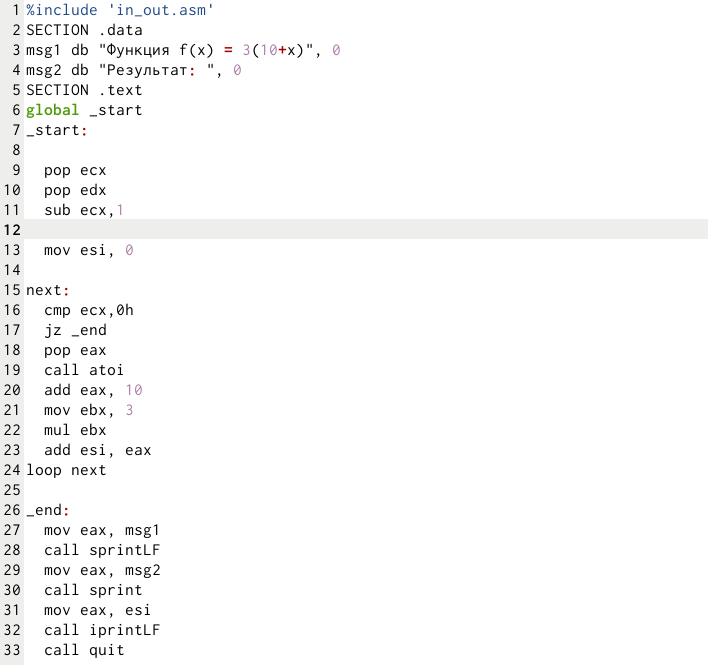 1 %include 'in_out.asm'
2 SECTION .data
3 msg1 db "Функция f(x) = 3(10+x)", 0
4 msg2 db "Результат: ", 0
5 SECTION .text
6 global _start
7 _start:
8
9   pop ecx
10   pop edx
11   sub ecx,1
12
13   mov esi, 0
14
15 next:
16   cmp ecx,0h
17   jz _end
18   pop eax
19   call atoi
20   add eax, 10
21   mov ebx, 3
22   mul ebx
23   add esi, eax
24 loop next
25
26 _end:
27   mov eax, msg1
28   call sprintLF
29   mov eax, msg2
30   call sprint
31   mov eax, esi
32   call iprintLF
33   call quit